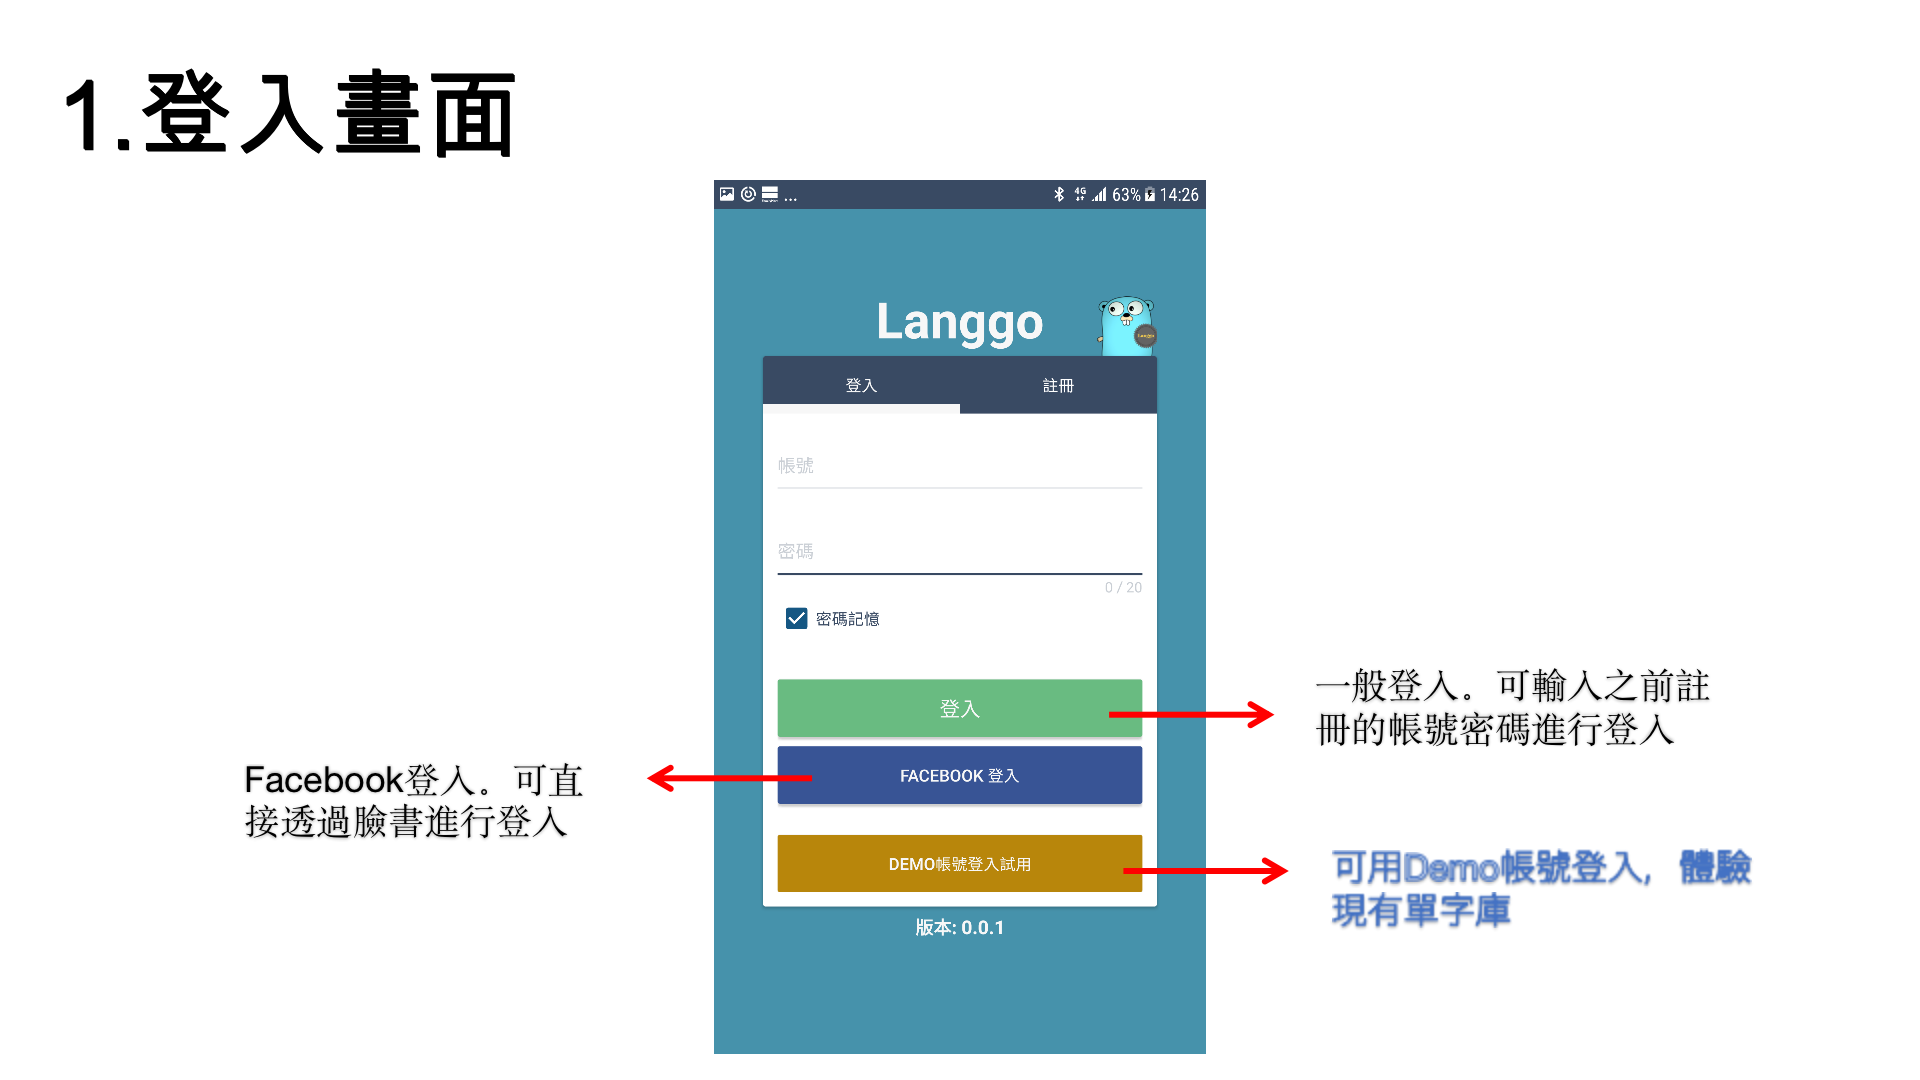 1.登入畫面
... 4G 63% 14:26
Langgo
登入 註冊
帳號
密碼
0 / 20
密碼記憶
登入
FACEBOOK 登入
DEMO帳號登入試用
版本: 0.0.1
Facebook登入。可直
接透過臉書進行登入
一般登入。可輸入之前註
冊的帳號密碼進行登入
可用Demo帳號登入，體驗
現有單字庫